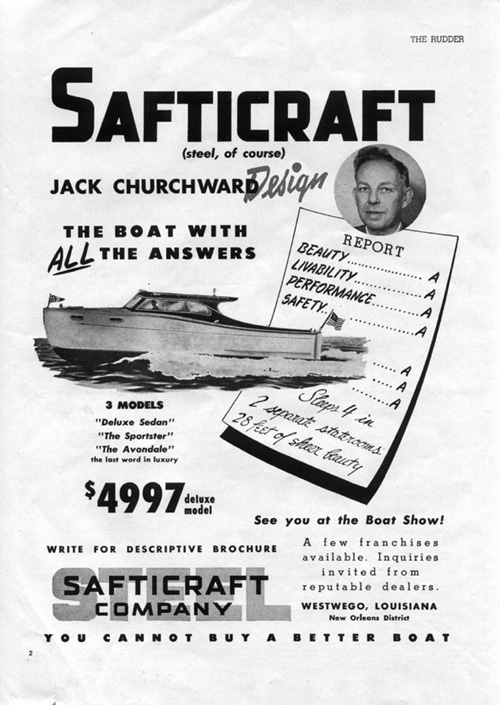 THE RUDDER
SAFTICRAFT
(steel, of course)
JACK CHURCHWARD Design
THE BOAT WITH
ALL THE ANSWERS
REPORT
BEAUTY.................. A
LIVABILITY.............. A
PERFORMANCE........... A
SAFETY.................. A
..... A
..... A
..... A
Sleeps 4 in
2 separate staterooms
28 feet of sheer beauty
3 MODELS
"Deluxe Sedan"
"The Sportster"
"The Avondale"
the last word in luxury
$4997 deluxe
model
See you at the Boat Show!
WRITE FOR DESCRIPTIVE BROCHURE
A few franchises
available. Inquiries
invited from
reputable dealers.
STEEL
SAFTICRAFT
COMPANY
WESTWEGO, LOUISIANA
New Orleans District
YOU CANNOT BUY A BETTER BOAT
2